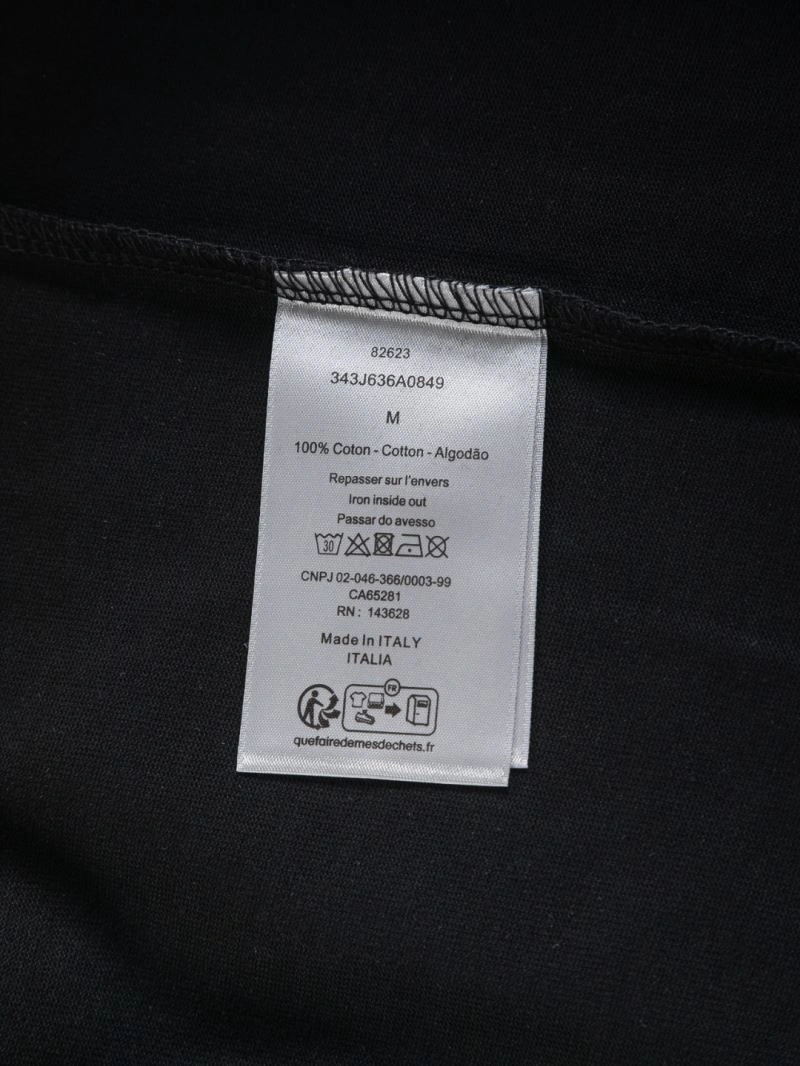 82623
343J636A0849
M
100% Coton - Cotton - Algodão
Repasser sur l'envers
Iron inside out
Passar do avesso
30
CNPJ 02-046-366/0003-99
CA65281
RN : 143628
Made In ITALY
ITALIA
FR
quefairedemesdechets.fr